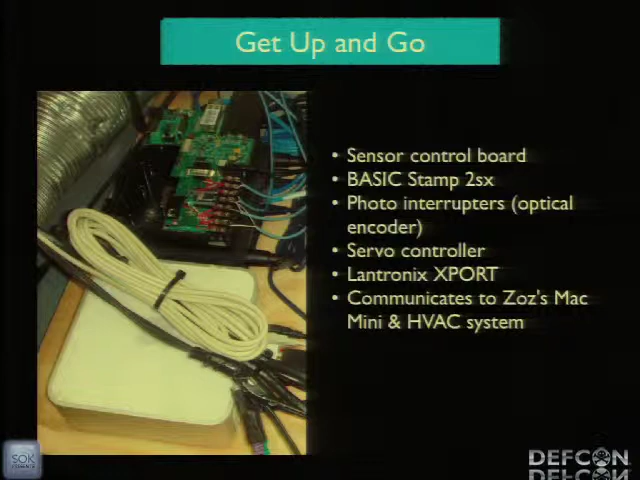 Get Up and Go
• Sensor control board
• BASIC Stamp 2sx
• Photo interrupters (optical
encoder)
• Servo controller
• Lantronix XPORT
• Communicates to Zoz's Mac
Mini & HVAC system
SOK
DEFCON